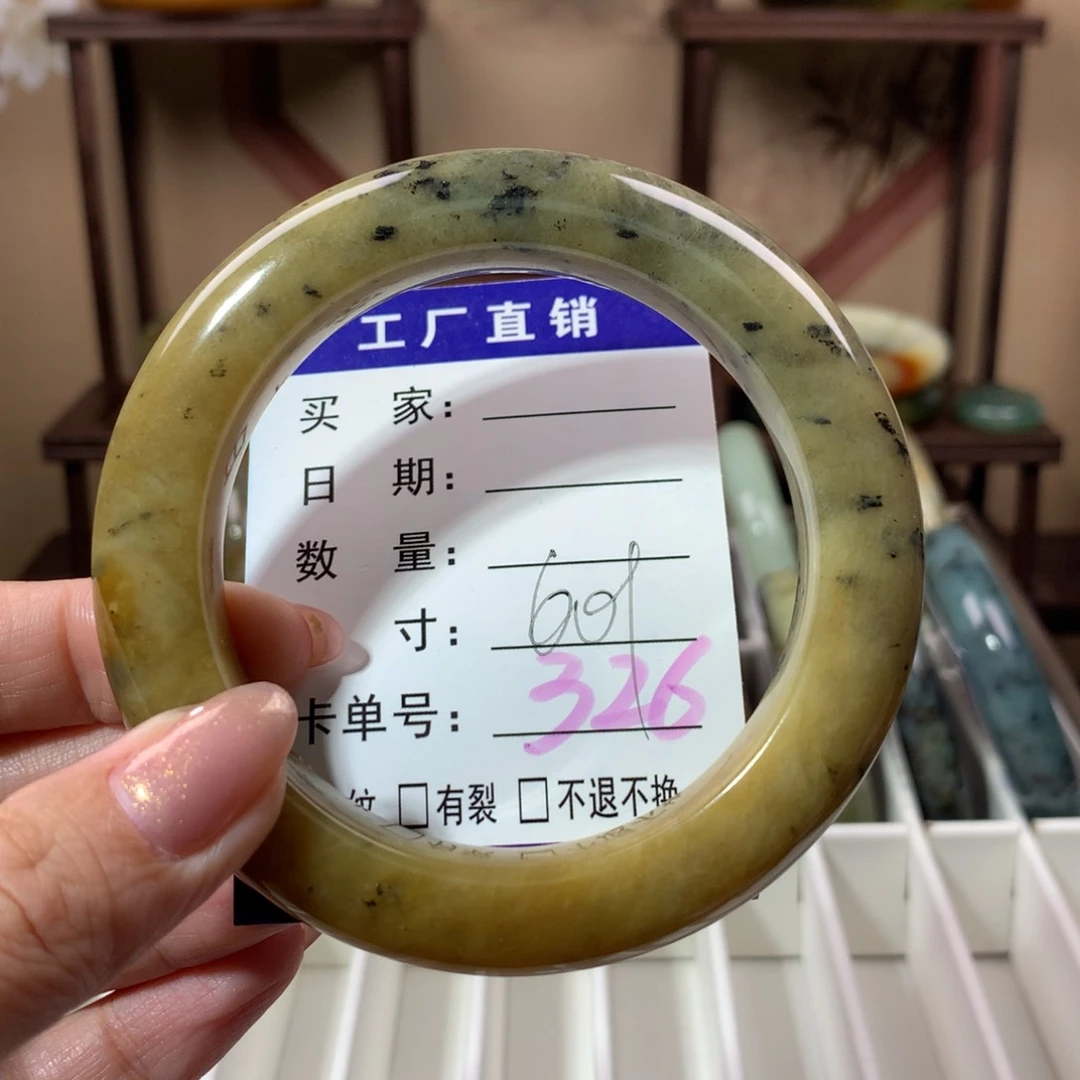 工厂直销
买 家：
日 期：
数 量：
寸：
卡单号： 326
纹 □有裂 □不退不换